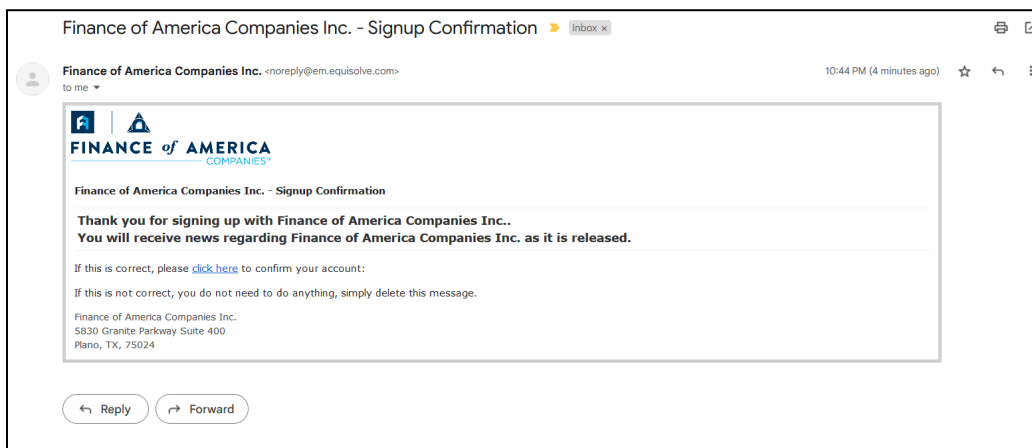 Finance of America Companies Inc. - Signup Confirmation Inbox x
Finance of America Companies Inc. <noreply@em.equisolve.com> 10:44 PM (4 minutes ago)
to me
FINANCE of AMERICA
COMPANIES®
Finance of America Companies Inc. - Signup Confirmation
Thank you for signing up with Finance of America Companies Inc..
You will receive news regarding Finance of America Companies Inc. as it is released.
If this is correct, please click here to confirm your account:
If this is not correct, you do not need to do anything, simply delete this message.
Finance of America Companies Inc.
5830 Granite Parkway Suite 400
Plano, TX, 75024
Reply Forward